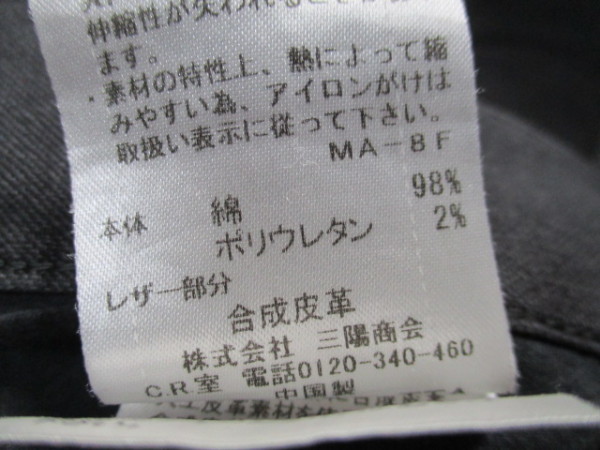 伸縮性が失われることが
ます。
・素材の特性上、熱によって縮
みやすい為、アイロンがけは
取扱い表示に従って下さい。
MA-8F
本体 綿 98%
ポリウレタン 2%
レザー部分
合成皮革
株式会社 三陽商会
C.R室 電話0120-340-460
中国製